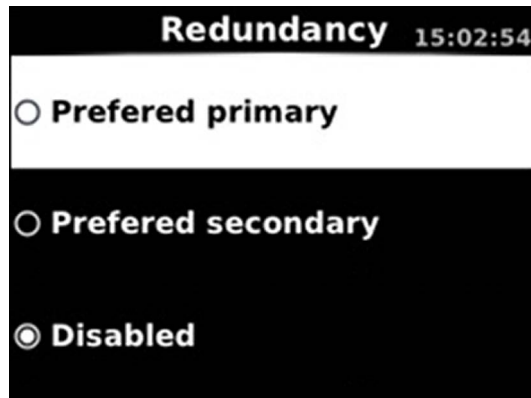 Redundancy 15:02:54
Prefered primary
Prefered secondary
Disabled